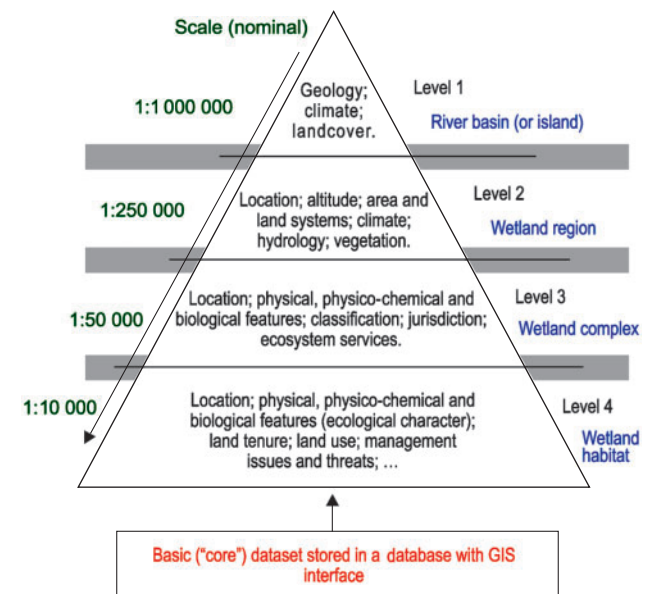 Scale (nominal)
1:1 000 000
Geology;
climate;
landcover.
Level 1
River basin (or island)
1:250 000
Location; altitude; area and
land systems; climate;
hydrology; vegetation.
Level 2
Wetland region
1:50 000
Location; physical, physico-chemical and
biological features; classification; jurisdiction;
ecosystem services.
Level 3
Wetland complex
1:10 000
Location; physical, physico-chemical and
biological features (ecological character);
land tenure; land use; management
issues and threats; ...
Level 4
Wetland
habitat
Basic (“core”) dataset stored in a database with GIS
interface